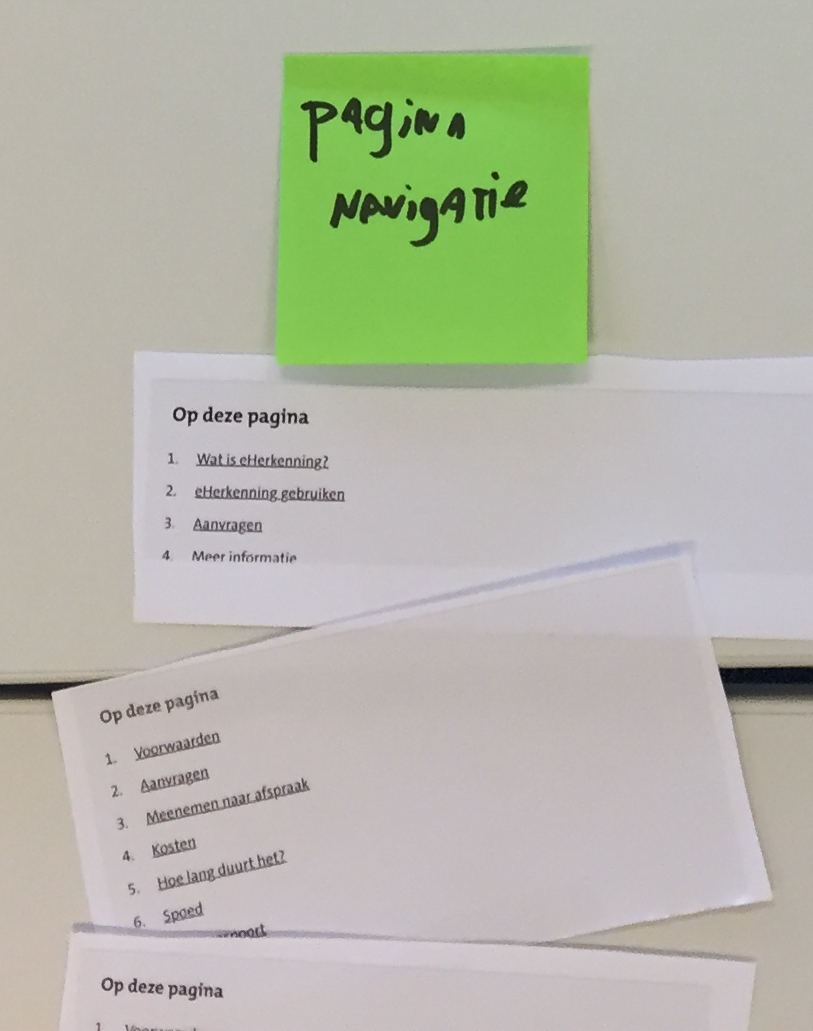 PAGINA
NAVIGATIE
Op deze pagina
1. Wat is eHerkenning?
2. eHerkenning gebruiken
3. Aanvragen
4. Meer informatie
Op deze pagina
1. Voorwaarden
2. Aanvragen
3. Meenemen naar afspraak
4. Kosten
5. Hoe lang duurt het?
6. Spoed
Op deze pagina
1.